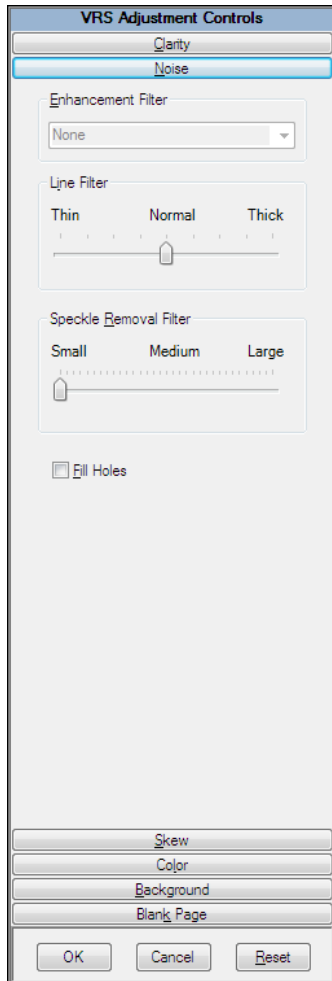 VRS Adjustment Controls
Clarity
Noise
Enhancement Filter
None
Line Filter
Thin Normal Thick
Speckle Removal Filter
Small Medium Large
Fill Holes
Skew
Color
Background
Blank Page
OK Cancel Reset